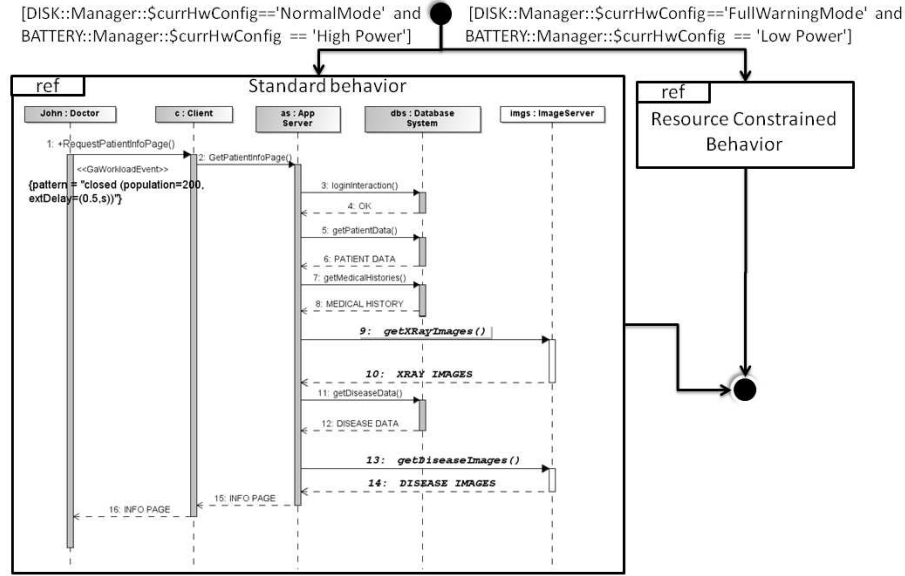 [DISK::Manager::$currHwConfig=='NormalMode' and
BATTERY::Manager::$currHwConfig == 'High Power']
[DISK::Manager::$currHwConfig=='FullWarningMode' and
BATTERY::Manager::$currHwConfig == 'Low Power']
ref
Standard behavior
ref
Resource Constrained
Behavior
John : Doctor
c : Client
as : App
Server
dbs : Database
System
imgs : ImageServer
1: +RequestPatientInfoPage()
2: GetPatientInfoPage()
<<GaWorkloadEvent>>
{pattern = "closed (population=200,
extDelay=(0.5,s))"}
3: loginInteraction()
4: OK
5: getPatientData()
6: PATIENT DATA
7: getMedicalHistories()
8: MEDICAL HISTORY
9: getXRayImages()
10: XRAY IMAGES
11: getDiseaseData()
12: DISEASE DATA
13: getDiseaseImages()
14: DISEASE IMAGES
15: INFO PAGE
16: INFO PAGE